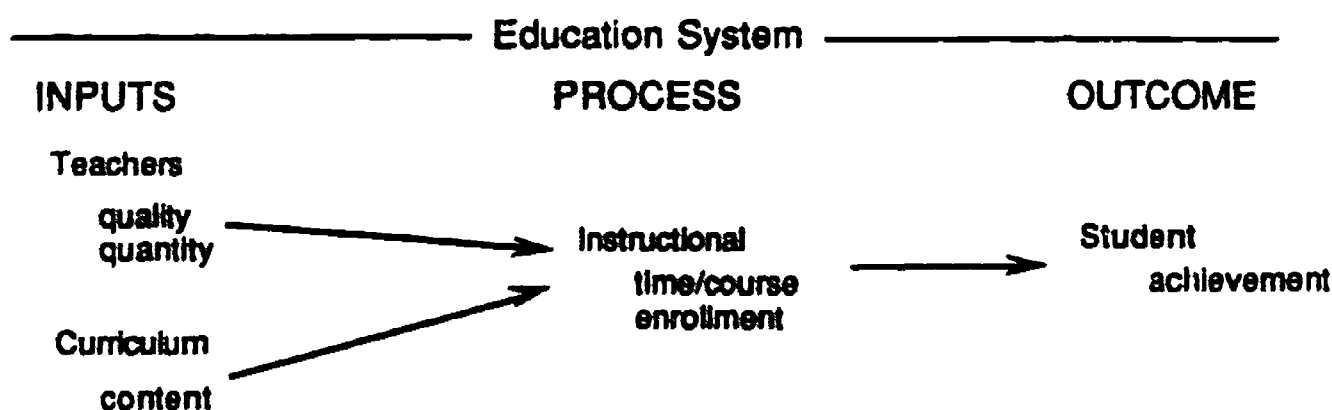 Education System
INPUTS PROCESS OUTCOME
Teachers
quality
quantity
Curriculum
content
Instructional
time/course
enrollment
Student
achievement